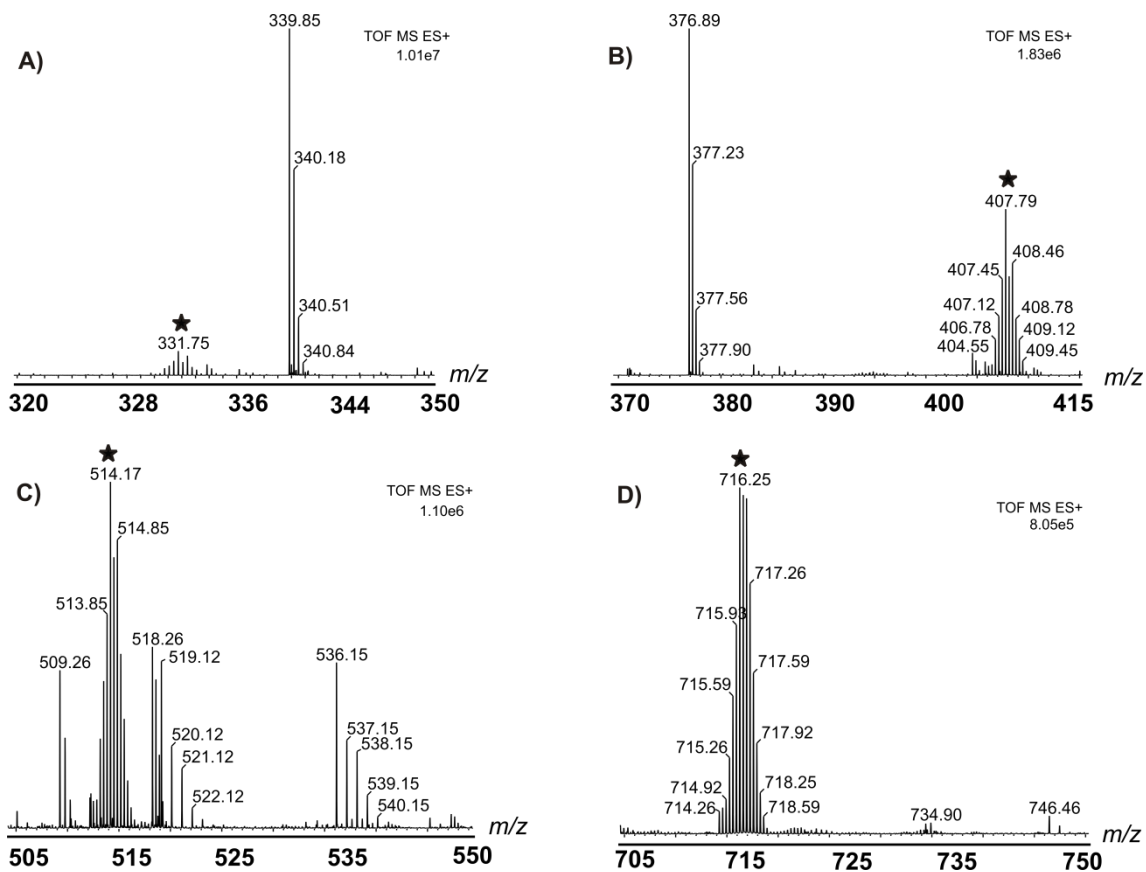 A)
339.85
TOF MS ES+
1.01e7
340.18
340.51
331.75
340.84
m/z
320 328 336 344 350
B)
376.89
TOF MS ES+
1.83e6
377.23
407.79
407.45
408.46
377.56
407.12
408.78
406.78
409.12
377.90
404.55
409.45
m/z
370 380 390 400 415
C)
514.17
TOF MS ES+
1.10e6
514.85
513.85
518.26
519.12
509.26
536.15
520.12
537.15
538.15
521.12
539.15
522.12
540.15
m/z
505 515 525 535 550
D)
716.25
TOF MS ES+
8.05e5
717.26
715.93
717.59
715.59
717.92
715.26
714.92
718.25
714.26
718.59
734.90
746.46
m/z
705 715 725 735 750